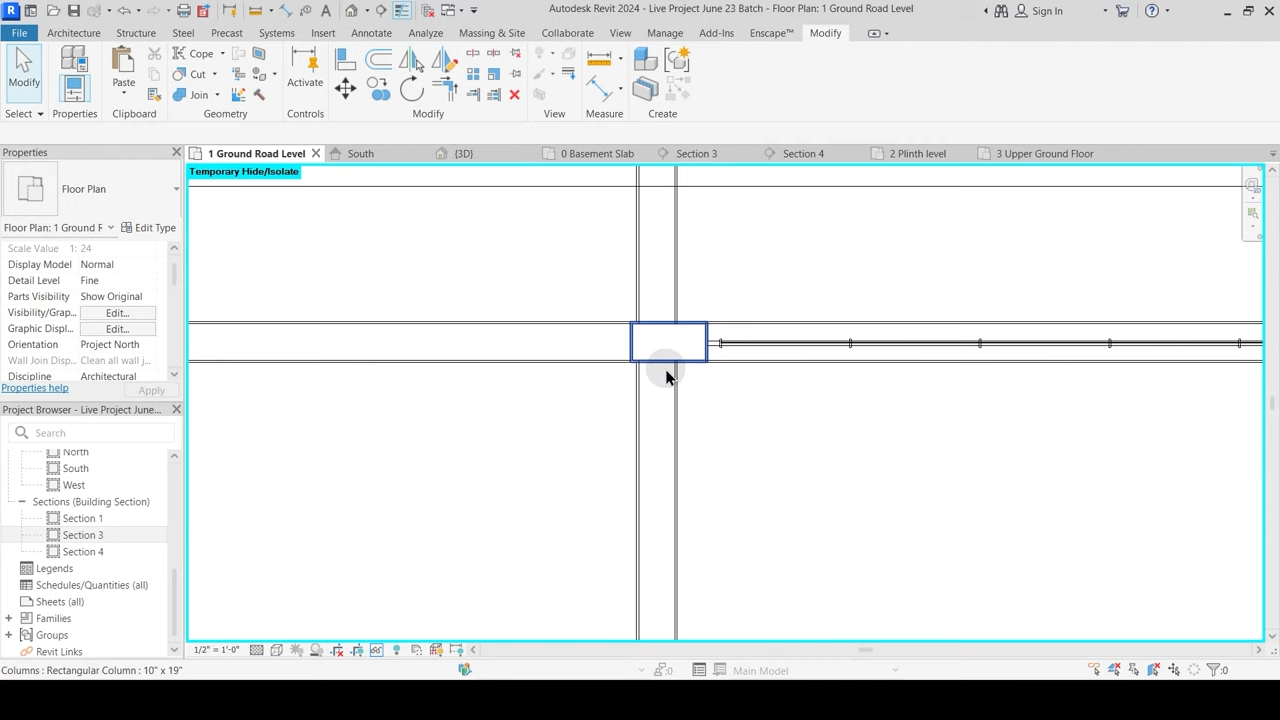 Autodesk Revit 2024 - Live Project June 23 Batch - Floor Plan: 1 Ground Road Level
Sign In
File Architecture Structure Steel Precast Systems Insert Annotate Analyze Massing & Site Collaborate View Manage Add-Ins Enscape™ Modify
Cope
Cut
Join
Modify
Paste
Activate
Select Properties Clipboard Geometry Controls Modify View Measure Create
Properties
1 Ground Road Level South {3D} 0 Basement Slab Section 3 Section 4 2 Plinth level 3 Upper Ground Floor
Temporary Hide/Isolate
Floor Plan
Floor Plan: 1 Ground F Edit Type
Scale Value 1: 24
Display Model Normal
Detail Level Fine
Parts Visibility Show Original
Visibility/Grap... Edit...
Graphic Displ... Edit...
Orientation Project North
Wall Join Disp... Clean all wall j...
Discipline Architectural
Properties help Apply
Project Browser - Live Project June...
Search
North
South
West
Sections (Building Section)
Section 1
Section 3
Section 4
Legends
Schedules/Quantities (all)
Sheets (all)
Families
Groups
Revit Links
1/2" = 1'-0"
Columns : Rectangular Column : 10" x 19"
:0
Main Model
:0